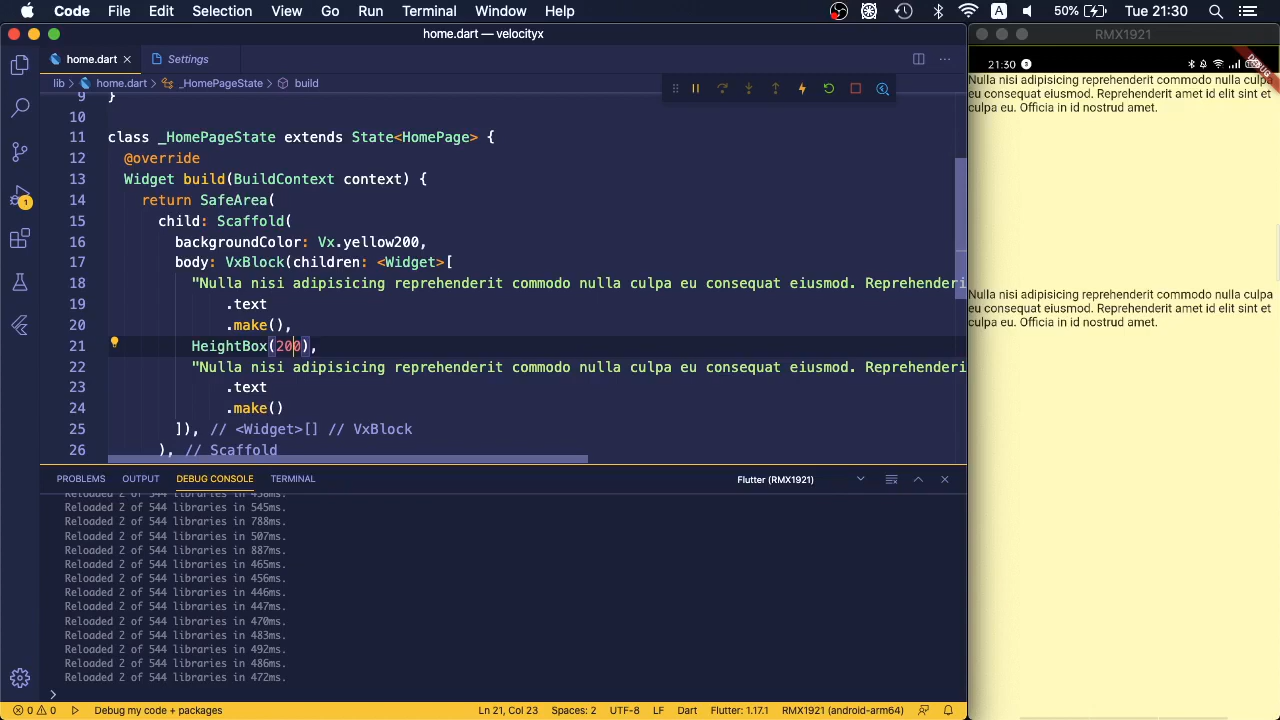 Code File Edit Selection View Go Run Terminal Window Help
A 50% Tue 21:30
home.dart — velocityx
RMX1921
home.dart
Settings
21:30 3
DEBUG
lib > home.dart > _HomePageState > build
9 }
10
11 class _HomePageState extends State<HomePage> {
12 @override
13 Widget build(BuildContext context) {
14 return SafeArea(
15 child: Scaffold(
16 backgroundColor: Vx.yellow200,
17 body: VxBlock(children: <Widget>[
18 "Nulla nisi adipisicing reprehenderit commodo nulla culpa eu consequat eiusmod. Reprehenderi
19 .text
20 .make(),
21 HeightBox(200),
22 "Nulla nisi adipisicing reprehenderit commodo nulla culpa eu consequat eiusmod. Reprehenderi
23 .text
24 .make()
25 ]), // <Widget>[] // VxBlock
26 ), // Scaffold
1
Nulla nisi adipisicing reprehenderit commodo nulla culpa
eu consequat eiusmod. Reprehenderit amet id elit sint et
culpa eu. Officia in id nostrud amet.
Nulla nisi adipisicing reprehenderit commodo nulla culpa
eu consequat eiusmod. Reprehenderit amet id elit sint et
culpa eu. Officia in id nostrud amet.
PROBLEMS OUTPUT DEBUG CONSOLE TERMINAL Flutter (RMX1921)
Reloaded 2 of 544 libraries in 458ms.
Reloaded 2 of 544 libraries in 545ms.
Reloaded 2 of 544 libraries in 788ms.
Reloaded 2 of 544 libraries in 507ms.
Reloaded 2 of 544 libraries in 887ms.
Reloaded 2 of 544 libraries in 465ms.
Reloaded 2 of 544 libraries in 456ms.
Reloaded 2 of 544 libraries in 446ms.
Reloaded 2 of 544 libraries in 447ms.
Reloaded 2 of 544 libraries in 470ms.
Reloaded 2 of 544 libraries in 483ms.
Reloaded 2 of 544 libraries in 492ms.
Reloaded 2 of 544 libraries in 486ms.
Reloaded 2 of 544 libraries in 472ms.
>
0 0 Debug my code + packages Ln 21, Col 23 Spaces: 2 UTF-8 LF Dart Flutter: 1.17.1 RMX1921 (android-arm64)